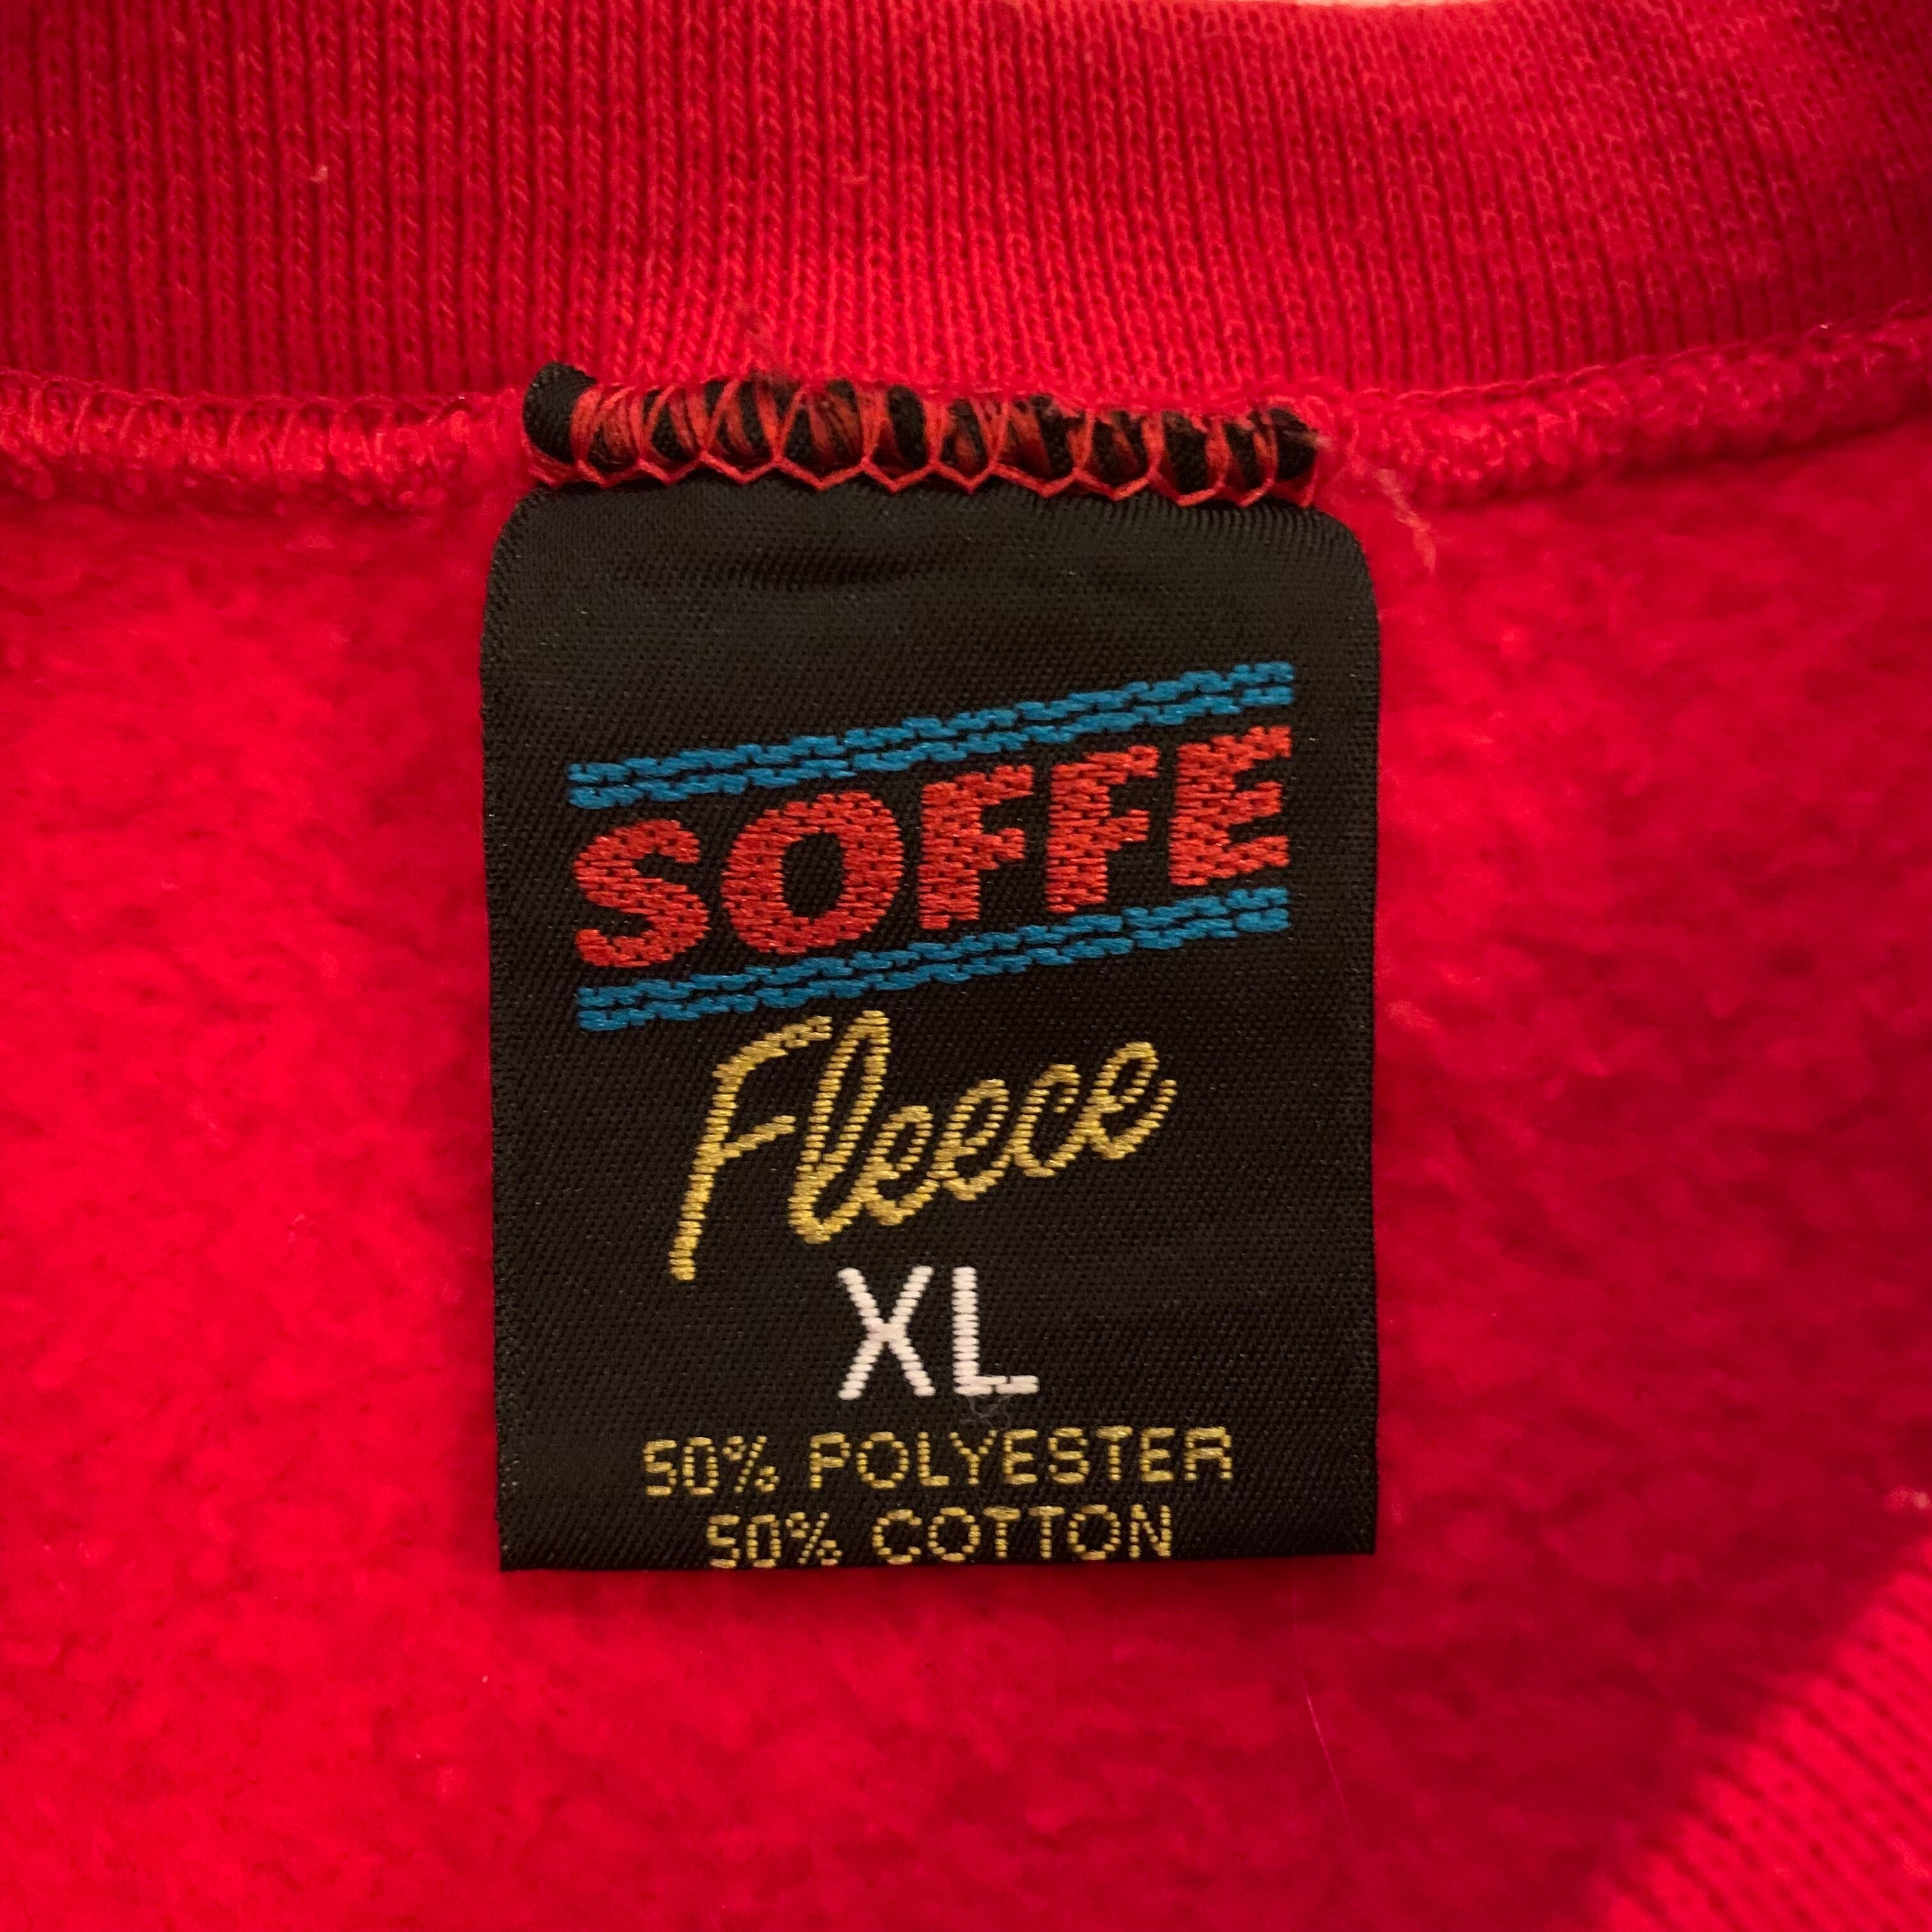 SOFFE
Fleece
XL
50% POLYESTER
50% COTTON